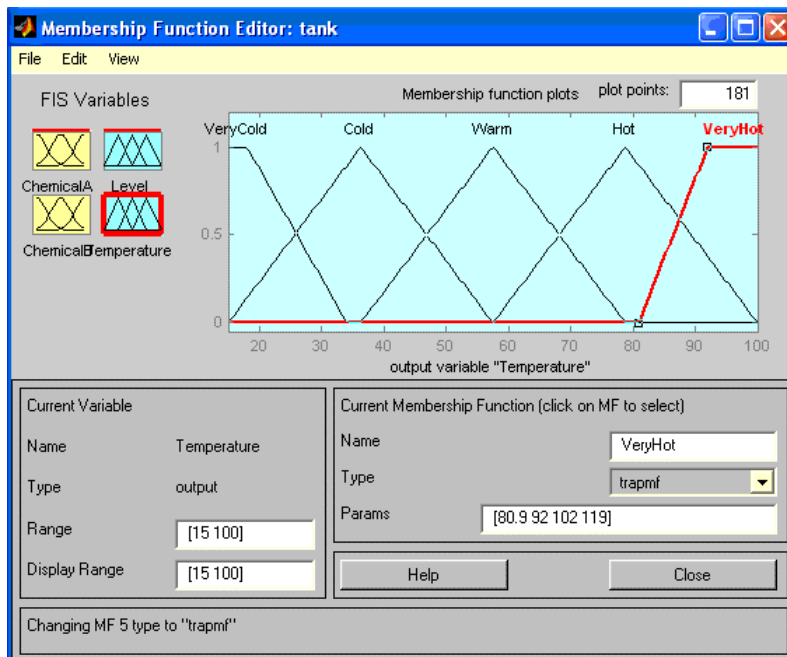 Membership Function Editor: tank
File Edit View
FIS Variables
Membership function plots plot points: 181
VeryCold Cold Warm Hot VeryHot
1
0.5
0
20 30 40 50 60 70 80 90 100
output variable "Temperature"
ChemicalA Level
ChemicalB Temperature
Current Variable
Name Temperature
Type output
Range [15 100]
Display Range [15 100]
Current Membership Function (click on MF to select)
Name VeryHot
Type trapmf
Params [80.9 92 102 119]
Help Close
Changing MF 5 type to "trapmf"